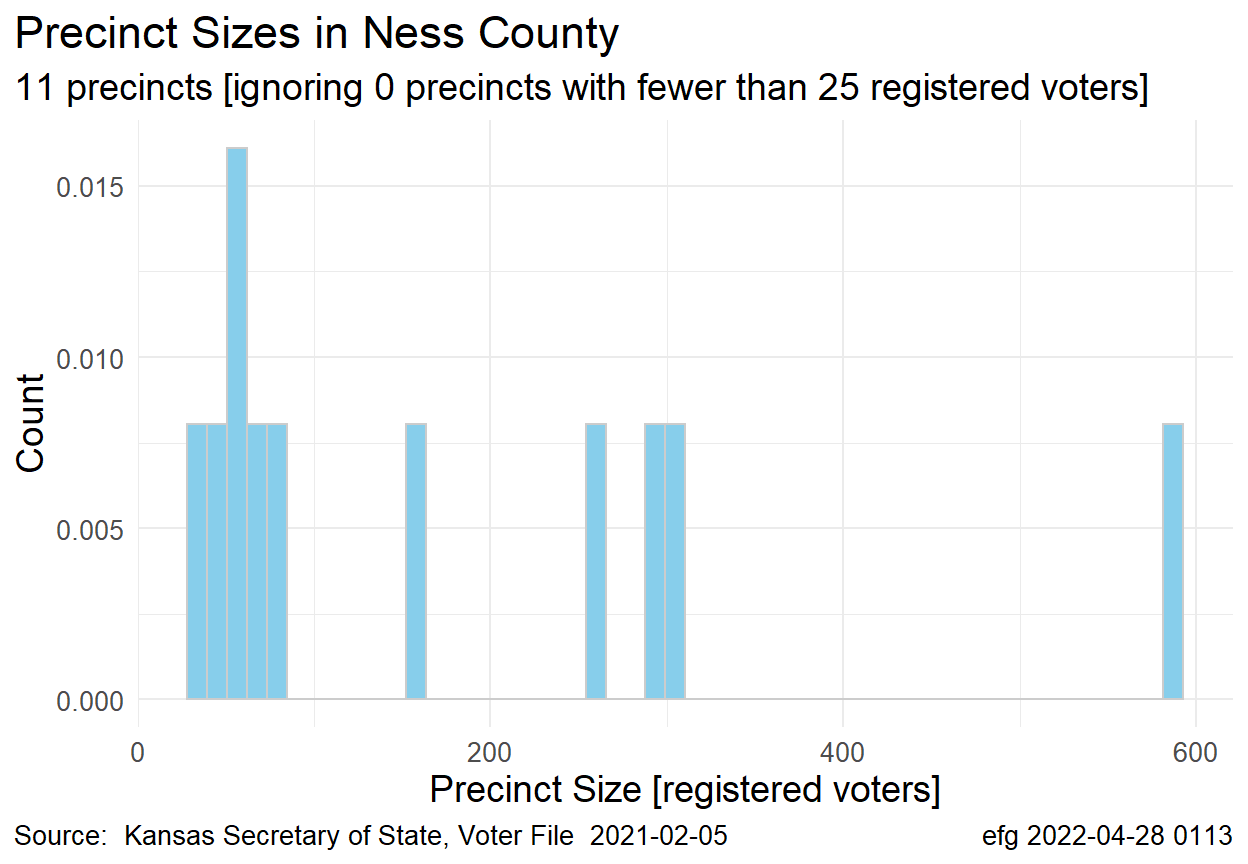 Precinct Sizes in Ness County
11 precincts [ignoring 0 precincts with fewer than 25 registered voters]
0.015
0.010
0.005
0.000
Count
0 200 400 600
Precinct Size [registered voters]
Source:  Kansas Secretary of State, Voter File  2021-02-05
efg 2022-04-28 0113